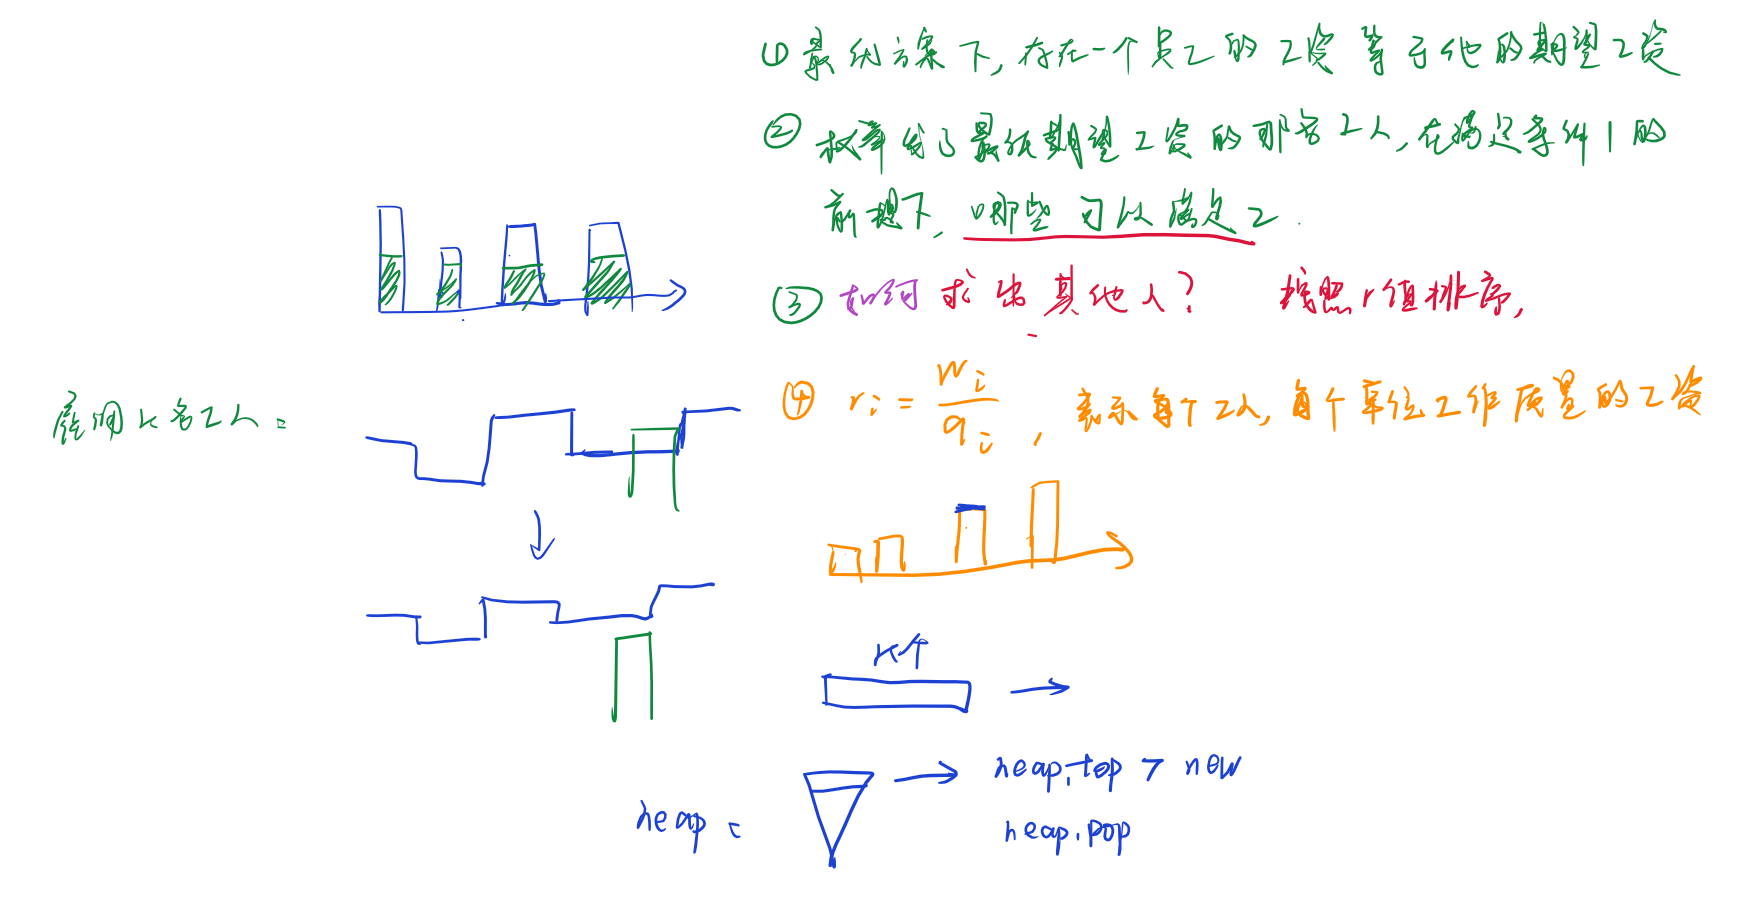 ① 最优方案下，存在一个员工的工资等于他的期望工资
② 枚举出了最低期望工资的那名工人，在满足条件1的
前提下，哪些可以满足2.
③ 如何求出其他人? 按照r值排序，
雇佣K名工人=
④ ri = wi/qi，表示每个工人，每个单位工作质量的工资
K个
heap.top > new
heap =
heap.pop